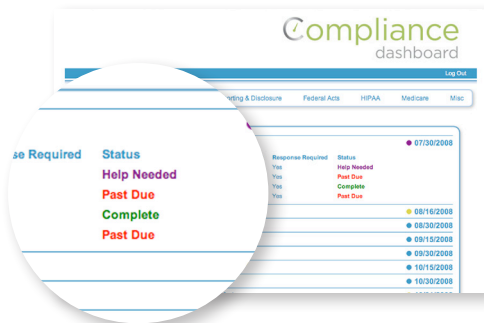 Compliance
dashboard
Log Out
rting & Disclosure Federal Acts HIPAA Medicare Misc
07/30/2008
Response Required Status
Yes Help Needed
Yes Past Due
Yes Complete
Yes Past Due
08/16/2008
08/30/2008
09/15/2008
09/30/2008
10/15/2008
10/30/2008
se Required Status
Help Needed
Past Due
Complete
Past Due